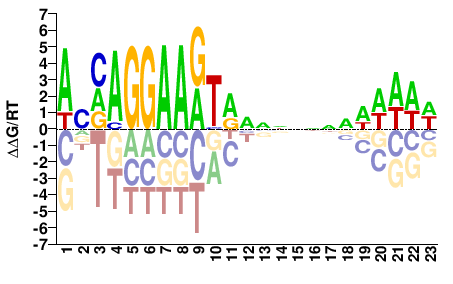 7
6
5
4
3
2
1
0
-1
-2
-3
-4
-5
-6
-7
ΔΔG/RT
1 2 3 4 5 6 7 8 9 10 11 12 13 14 15 16 17 18 19 20 21 22 23
A C C A G G A A G T A A A A A A
T A A T T T T
G G G
C T G A A C C C G G C C C C
G T C C G G T A C G C G G G
T T T T T